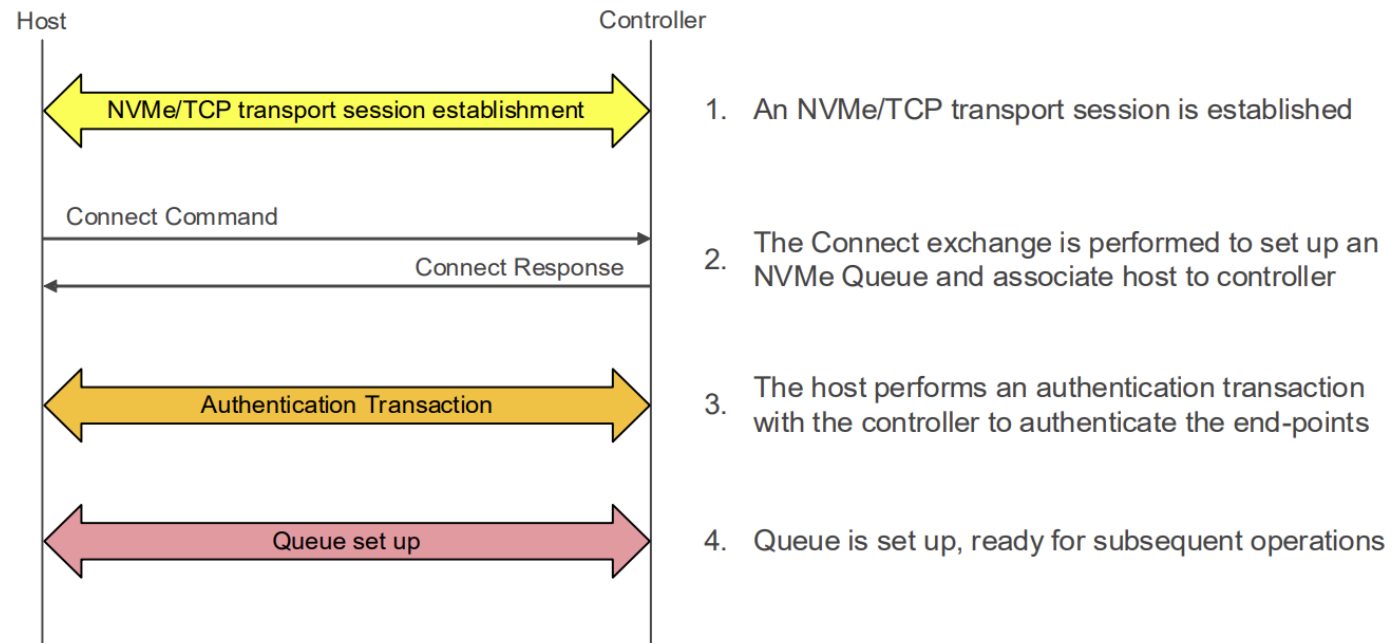 Host
Controller
NVMe/TCP transport session establishment
1. An NVMe/TCP transport session is established
Connect Command
Connect Response
2. The Connect exchange is performed to set up an
NVMe Queue and associate host to controller
Authentication Transaction
3. The host performs an authentication transaction
with the controller to authenticate the end-points
Queue set up
4. Queue is set up, ready for subsequent operations